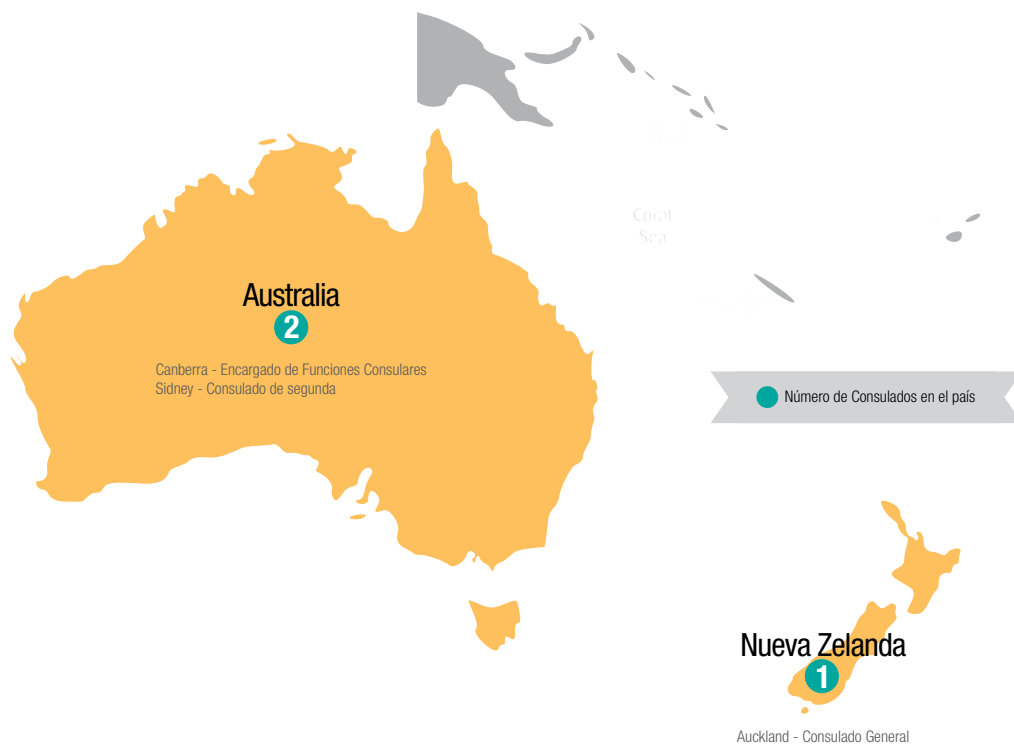 Coral
Sea
Australia
2
Canberra - Encargado de Funciones Consulares
Sidney - Consulado de segunda
Número de Consulados en el país
Nueva Zelanda
1
Auckland - Consulado General